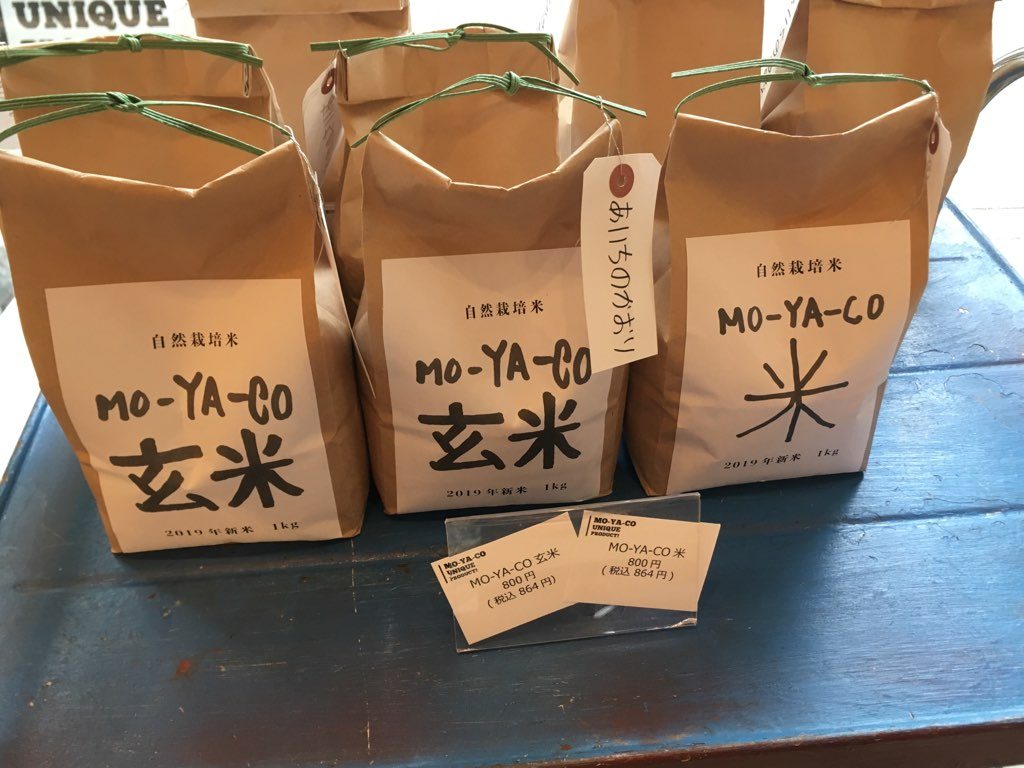 UNIQUE
自然栽培米
MO-YA-CO
玄米
2019年新米 1kg
自然栽培米
MO-YA-CO
玄米
2019年新米 1kg
あいちのかおり
自然栽培米
MO-YA-CO
米
2019年新米 1kg
MO-YA-CO
UNIQUE
PRODUCT!
MO-YA-CO 玄米
800円
(税込 864円)
MO-YA-CO
UNIQUE
PRODUCT!
MO-YA-CO 米
800円
(税込 864円)